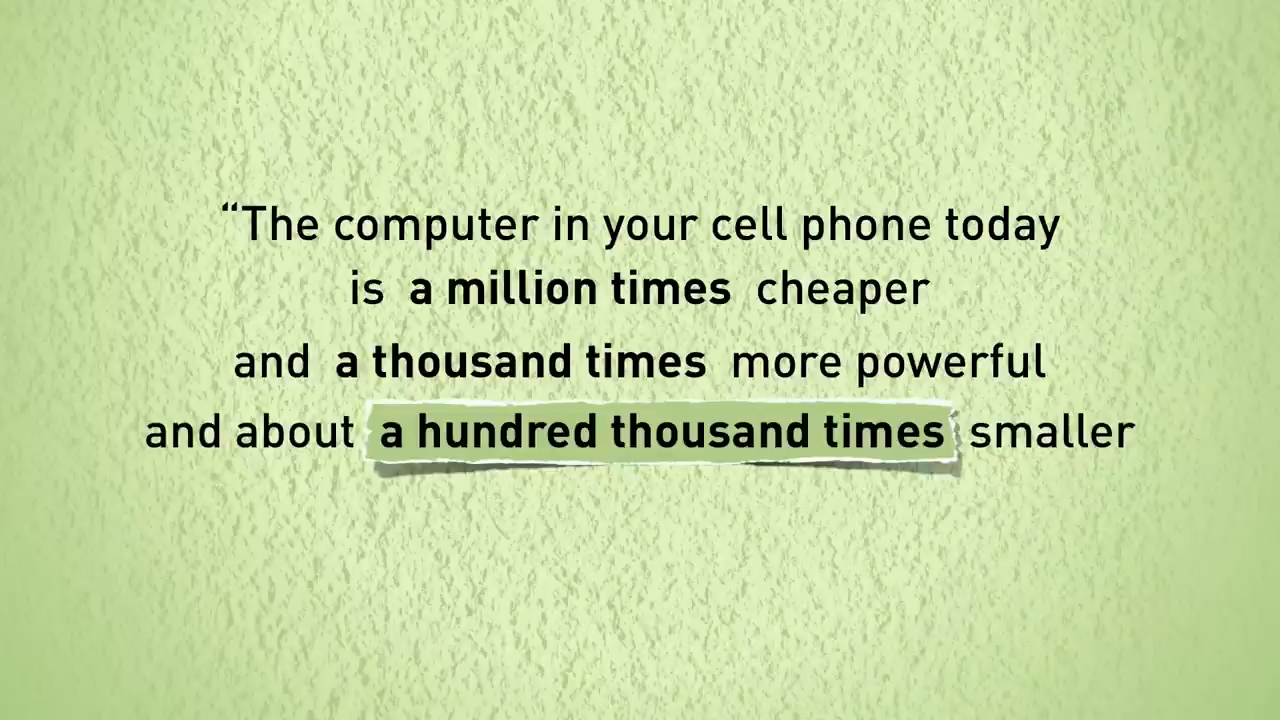 “The computer in your cell phone today
is a million times cheaper
and a thousand times more powerful
and about a hundred thousand times smaller